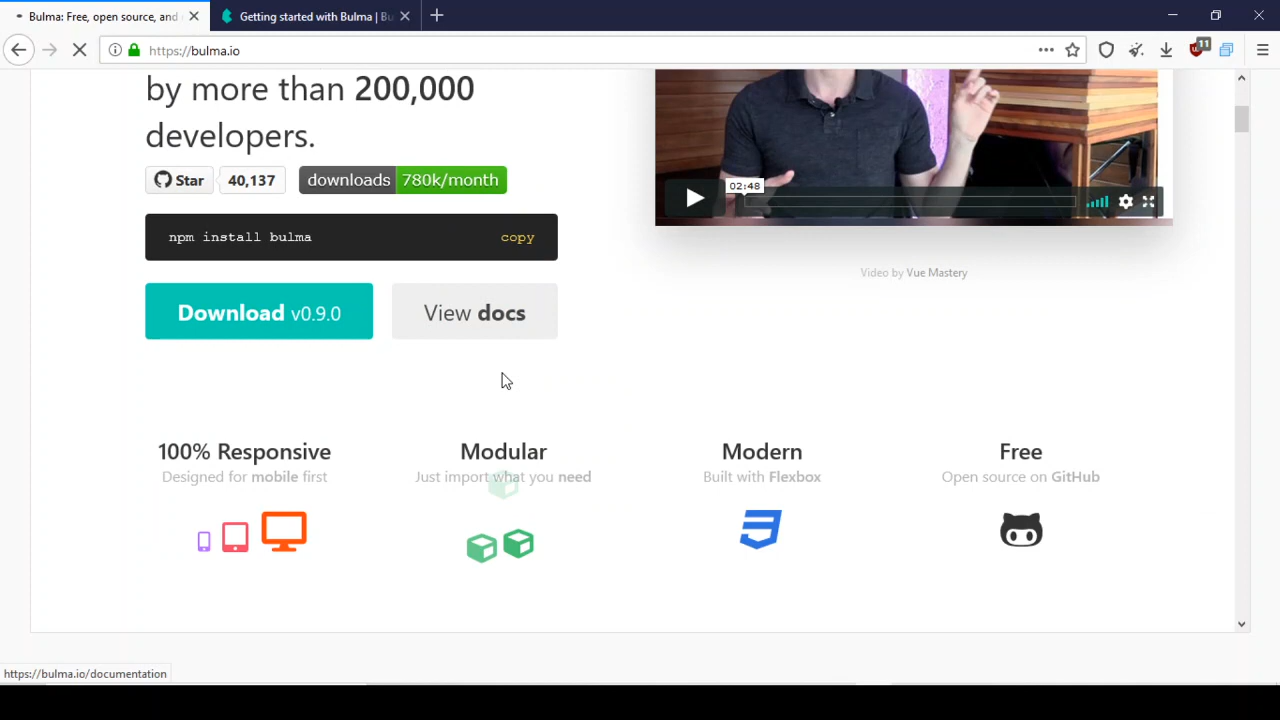 Bulma: Free, open source, and
Getting started with Bulma | Bu
11
https://bulma.io
by more than 200,000
developers.
Star 40,137 downloads 780k/month
02:48
npm install bulma copy
Video by Vue Mastery
Download v0.9.0 View docs
100% Responsive Modular Modern Free
Designed for mobile first Just import what you need Built with Flexbox Open source on GitHub
https://bulma.io/documentation